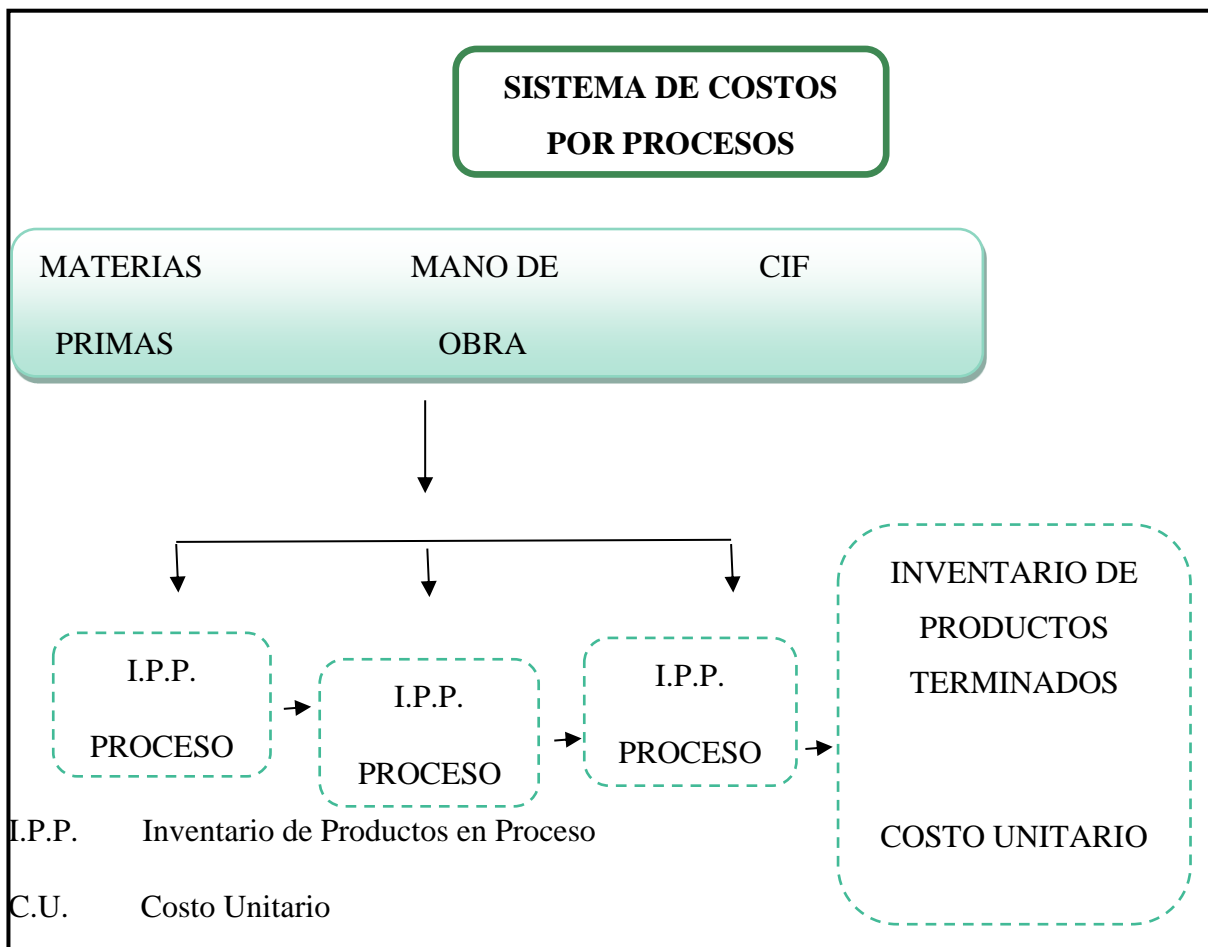 SISTEMA DE COSTOS
POR PROCESOS
MATERIAS
PRIMAS
MANO DE
OBRA
CIF
I.P.P.
PROCESO
I.P.P.
PROCESO
I.P.P.
PROCESO
INVENTARIO DE
PRODUCTOS
TERMINADOS
COSTO UNITARIO
I.P.P. Inventario de Productos en Proceso
C.U. Costo Unitario